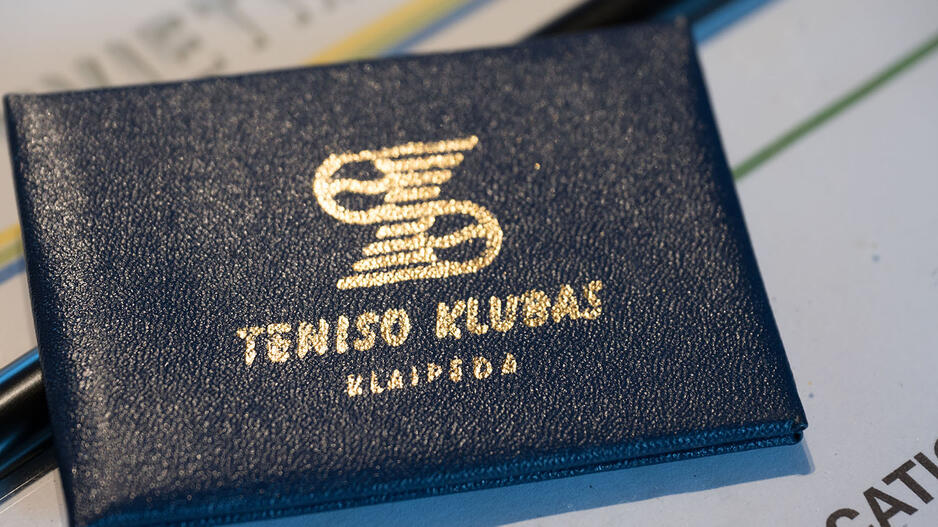 TENISO KLUBAS
KLAIPEDA